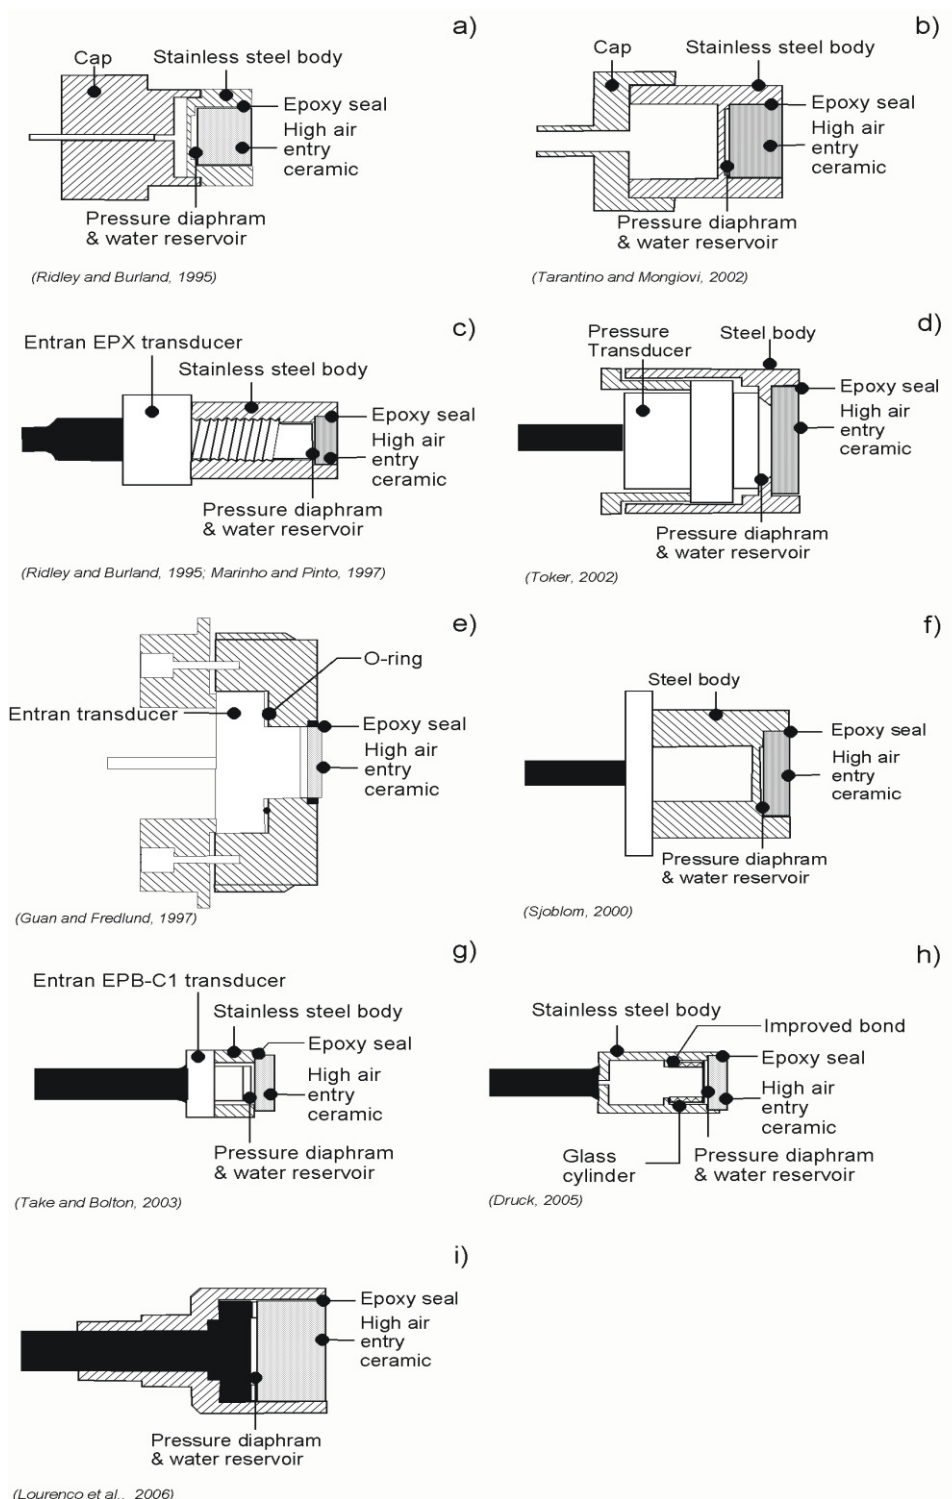 a)
Cap
Stainless steel body
Epoxy seal
High air
entry
ceramic
Pressure diaphram
& water reservoir
(Ridley and Burland, 1995)
b)
Cap
Stainless steel body
Epoxy seal
High air
entry
ceramic
Pressure diaphram
& water reservoir
(Tarantino and Mongiovi, 2002)
c)
Entran EPX transducer
Stainless steel body
Epoxy seal
High air
entry
ceramic
Pressure diaphram
& water reservoir
(Ridley and Burland, 1995; Marinho and Pinto, 1997)
d)
Pressure
Transducer
Steel body
Epoxy seal
High air
entry
ceramic
Pressure diaphram
& water reservoir
(Toker, 2002)
e)
O-ring
Entran transducer
Epoxy seal
High air
entry
ceramic
(Guan and Fredlund, 1997)
f)
Steel body
Epoxy seal
High air
entry
ceramic
Pressure diaphram
& water reservoir
(Sjoblom, 2000)
g)
Entran EPB-C1 transducer
Stainless steel body
Epoxy seal
High air
entry
ceramic
Pressure diaphram
& water reservoir
(Take and Bolton, 2003)
h)
Stainless steel body
Improved bond
Epoxy seal
High air
entry
ceramic
Glass
cylinder
Pressure diaphram
& water reservoir
(Druck, 2005)
i)
Epoxy seal
High air
entry
ceramic
Pressure diaphram
& water reservoir
(Lourenco et al., 2006)